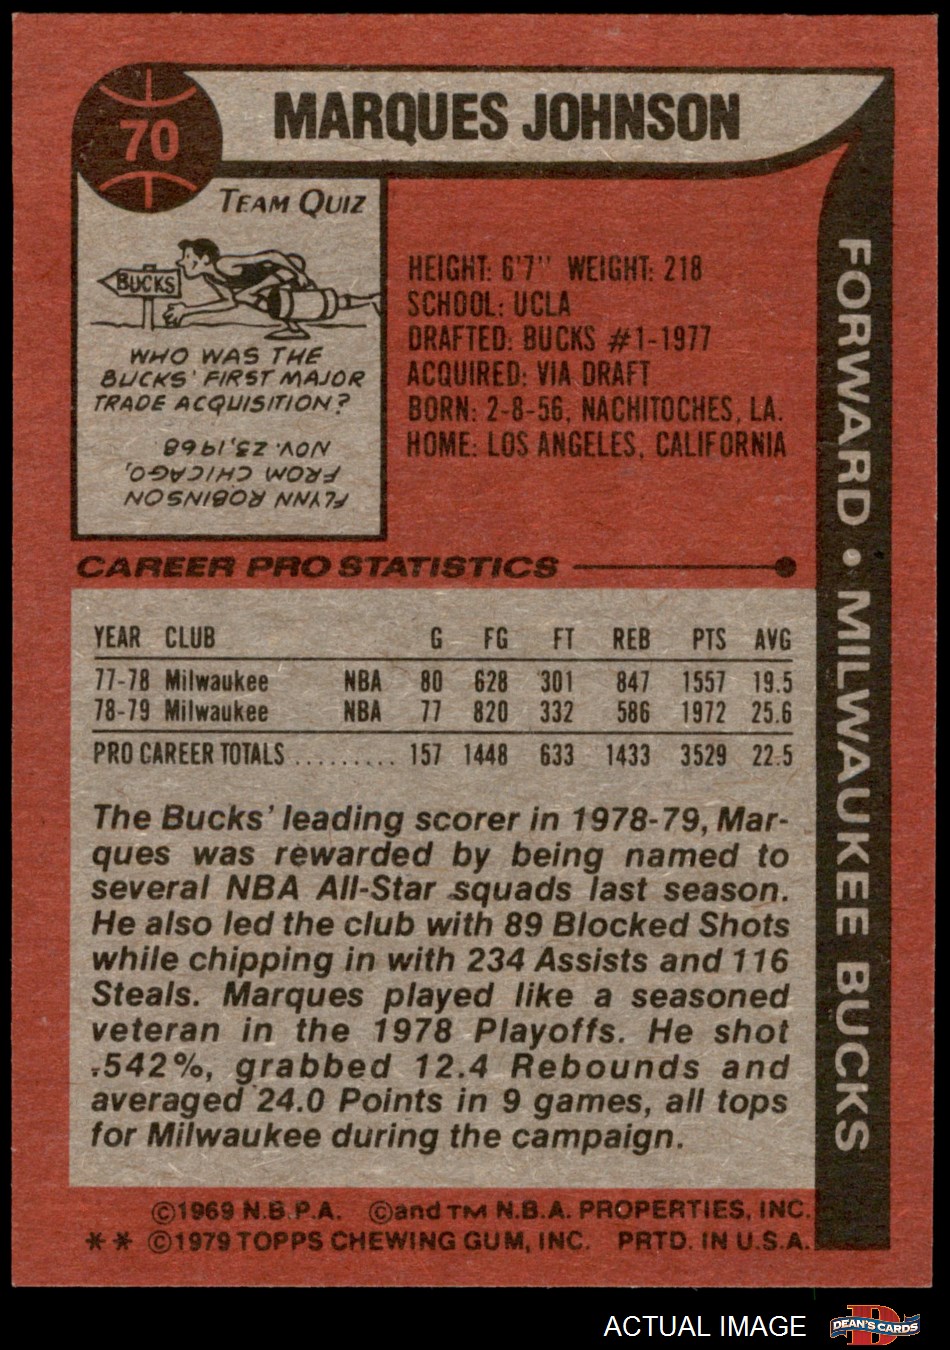 70
MARQUES JOHNSON
TEAM QUIZ
BUCKS
WHO WAS THE
BUCKS' FIRST MAJOR
TRADE ACQUISITION?
FLYNN ROBINSON
FROM CHICAGO,
NOV. 23, 1968
HEIGHT: 6'7" WEIGHT: 218
SCHOOL: UCLA
DRAFTED: BUCKS #1-1977
ACQUIRED: VIA DRAFT
BORN: 2-8-56, NACHITOCHES, LA.
HOME: LOS ANGELES, CALIFORNIA
FORWARD • MILWAUKEE BUCKS
CAREER PRO STATISTICS
YEAR CLUB G FG FT REB PTS AVG
77-78 Milwaukee NBA 80 628 301 847 1557 19.5
78-79 Milwaukee NBA 77 820 332 586 1972 25.6
PRO CAREER TOTALS ......... 157 1448 633 1433 3529 22.5
The Bucks' leading scorer in 1978-79, Mar-
ques was rewarded by being named to
several NBA All-Star squads last season.
He also led the club with 89 Blocked Shots
while chipping in with 234 Assists and 116
Steals. Marques played like a seasoned
veteran in the 1978 Playoffs. He shot
.542%, grabbed 12.4 Rebounds and
averaged 24.0 Points in 9 games, all tops
for Milwaukee during the campaign.
©1969 N.B.P.A. ©and TM N.B.A. PROPERTIES, INC.
** ©1979 TOPPS CHEWING GUM, INC. PRTD. IN U.S.A.
ACTUAL IMAGE
D
DEAN'S CARDS